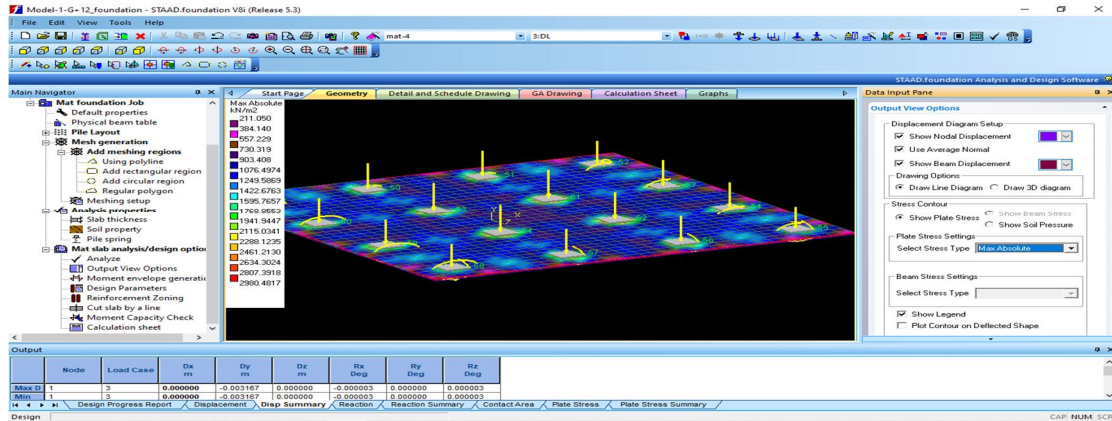 Model-1-G+12_foundation - STAAD.foundation V8i (Release 5.3)
File Edit View Tools Help
mat-4
3:DL
STAAD.foundation Analysis and Design Software
Main Navigator
Start Page Geometry Detail and Schedule Drawing GA Drawing Calculation Sheet Graphs
Data Input Pane
Mat foundation Job
Default properties
Physical beam table
Pile Layout
Mesh generation
Add meshing regions
Using polyline
Add rectangular region
Add circular region
Regular polygon
Meshing setup
Analysis properties
Slab thickness
Soil property
Pile spring
Mat slab analysis/design option
Analyze
Output View Options
Moment envelope generatio
Design Parameters
Reinforcement Zoning
Cut slab by a line
Moment Capacity Check
Calculation sheet
Max Absolute
kN/m2
211.050
384.140
557.229
730.319
903.408
1076.4974
1249.5869
1422.6763
1595.7657
1768.8552
1941.9447
2115.0341
2288.1235
2461.2130
2634.3024
2807.3918
2980.4817
50
51
52
56
57
58
Output View Options
Displacement Diagram Setup
Show Nodal Displacement
Use Average Normal
Show Beam Displacement
Drawing Options
Draw Line Diagram Draw 3D diagram
Stress Contour
Show Plate Stress Show Beam Stress
Show Soil Pressure
Plate Stress Settings
Select Stress Type Max Absolute
Beam Stress Settings
Select Stress Type
Show Legend
Plot Contour on Deflected Shape
Output
Node Load Case Dx m Dy m Dz m Rx Deg Ry Deg Rz Deg
Max D 1 3 0.000000 -0.003167 0.000000 -0.000003 0.000000 0.000003
Min 1 3 0.000000 -0.003167 0.000000 -0.000003 0.000000 0.000003
Design Progress Report Displacement Disp Summary Reaction Reaction Summary Contact Area Plate Stress Plate Stress Summary
Design
CAP NUM SCR